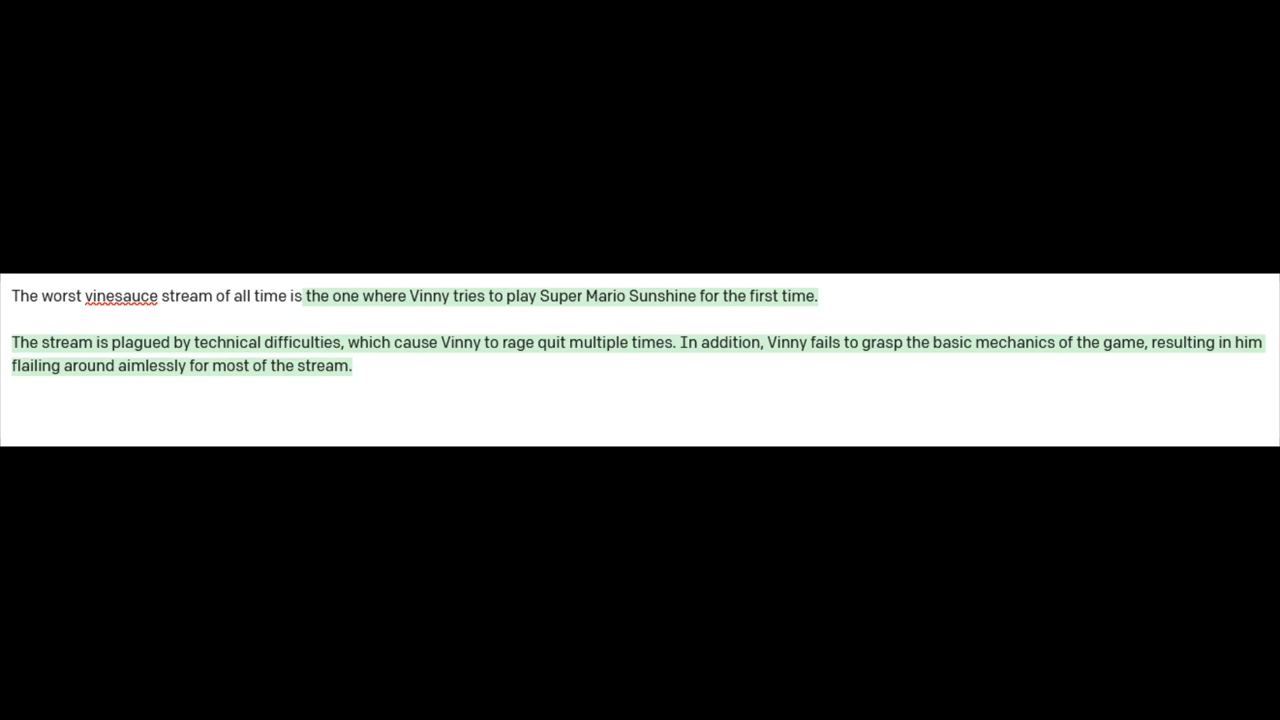 The worst vinesauce stream of all time is the one where Vinny tries to play Super Mario Sunshine for the first time.
The stream is plagued by technical difficulties, which cause Vinny to rage quit multiple times. In addition, Vinny fails to grasp the basic mechanics of the game, resulting in him
flailing around aimlessly for most of the stream.